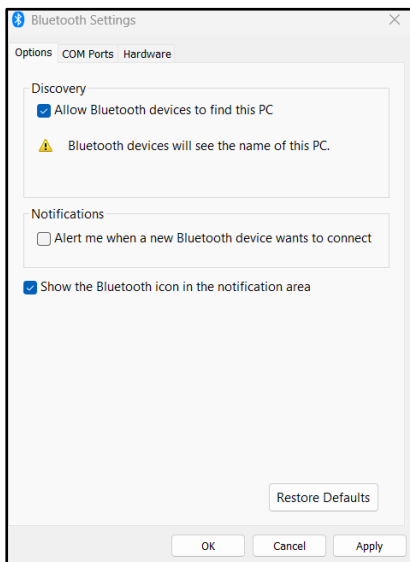 Bluetooth Settings
Options COM Ports Hardware
Discovery
Allow Bluetooth devices to find this PC
Bluetooth devices will see the name of this PC.
Notifications
Alert me when a new Bluetooth device wants to connect
Show the Bluetooth icon in the notification area
Restore Defaults
OK Cancel Apply